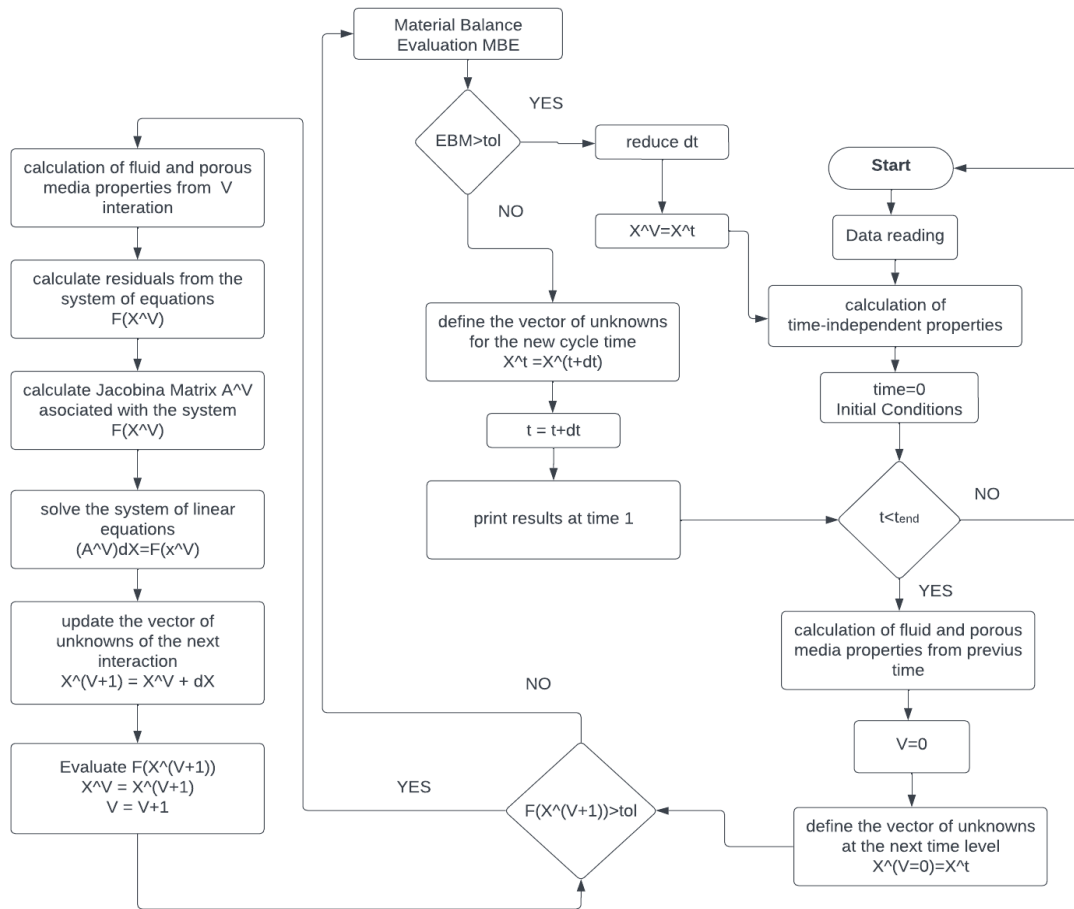 Material Balance
Evaluation MBE
YES
EBM>tol
reduce dt
NO
X^V=X^t
Start
Data reading
calculation of
time-independent properties
time=0
Initial Conditions
NO
t<tend
YES
calculation of fluid and porous
media properties from previus
time
V=0
define the vector of unknowns
at the next time level
X^(V=0)=X^t
F(X^(V+1))>tol
NO
YES
define the vector of unknowns
for the new cycle time
X^t =X^(t+dt)
t = t+dt
print results at time 1
calculation of fluid and porous
media properties from V
interation
calculate residuals from the
system of equations
F(X^V)
calculate Jacobina Matrix A^V
asociated with the system
F(X^V)
solve the system of linear
equations
(A^V)dX=F(x^V)
update the vector of
unknowns of the next
interaction
X^(V+1) = X^V + dX
Evaluate F(X^(V+1))
X^V = X^(V+1)
V = V+1